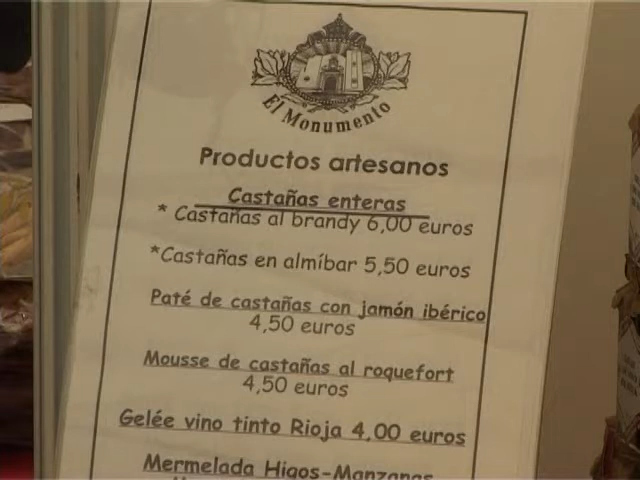 El Monumento
Productos artesanos
Castañas enteras
* Castañas al brandy 6,00 euros
*Castañas en almíbar 5,50 euros
Paté de castañas con jamón ibérico
4,50 euros
Mousse de castañas al roquefort
4,50 euros
Gelée vino tinto Rioja 4,00 euros
Mermelada Higos-Manzanas